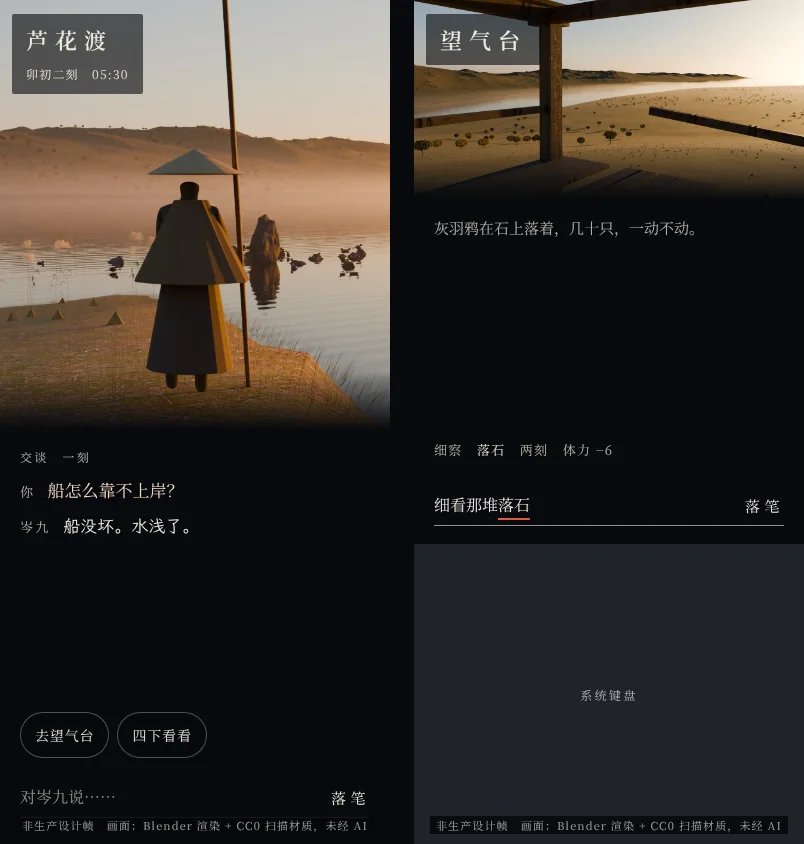 芦花渡
卯初二刻 05:30
交谈 一刻
你 船怎么靠不上岸？
岑九 船没坏。水浅了。
去望气台 四下看看
对岑九说…… 落笔
非生产设计帧 画面：Blender 渲染 + CC0 扫描材质，未经 AI
望气台
灰羽鸦在石上落着，几十只，一动不动。
细察 落石 两刻 体力 −6
细看那堆落石 落笔
系统键盘
非生产设计帧 画面：Blender 渲染 + CC0 扫描材质，未经 AI